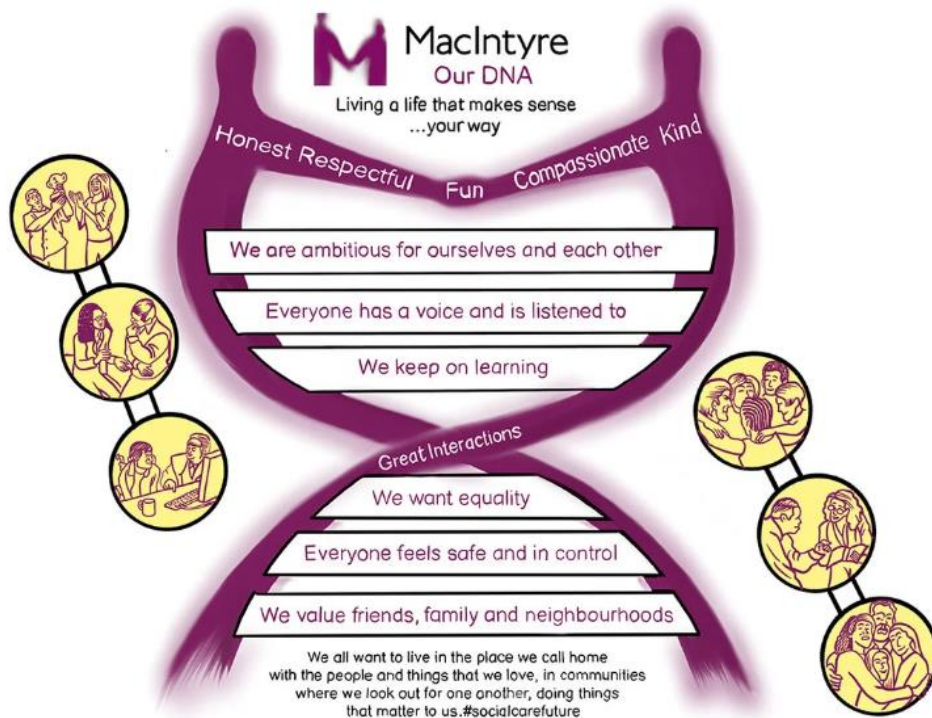 MacIntyre
Our DNA
Living a life that makes sense
...your way
Honest Respectful Fun Compassionate Kind
We are ambitious for ourselves and each other
Everyone has a voice and is listened to
We keep on learning
Great Interactions
We want equality
Everyone feels safe and in control
We value friends, family and neighbourhoods
We all want to live in the place we call home
with the people and things that we love, in communities
where we look out for one another, doing things
that matter to us.#socialcarefuture